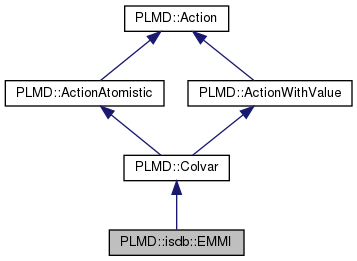 PLMD::Action
PLMD::ActionAtomistic
PLMD::ActionWithValue
PLMD::Colvar
PLMD::isdb::EMMI